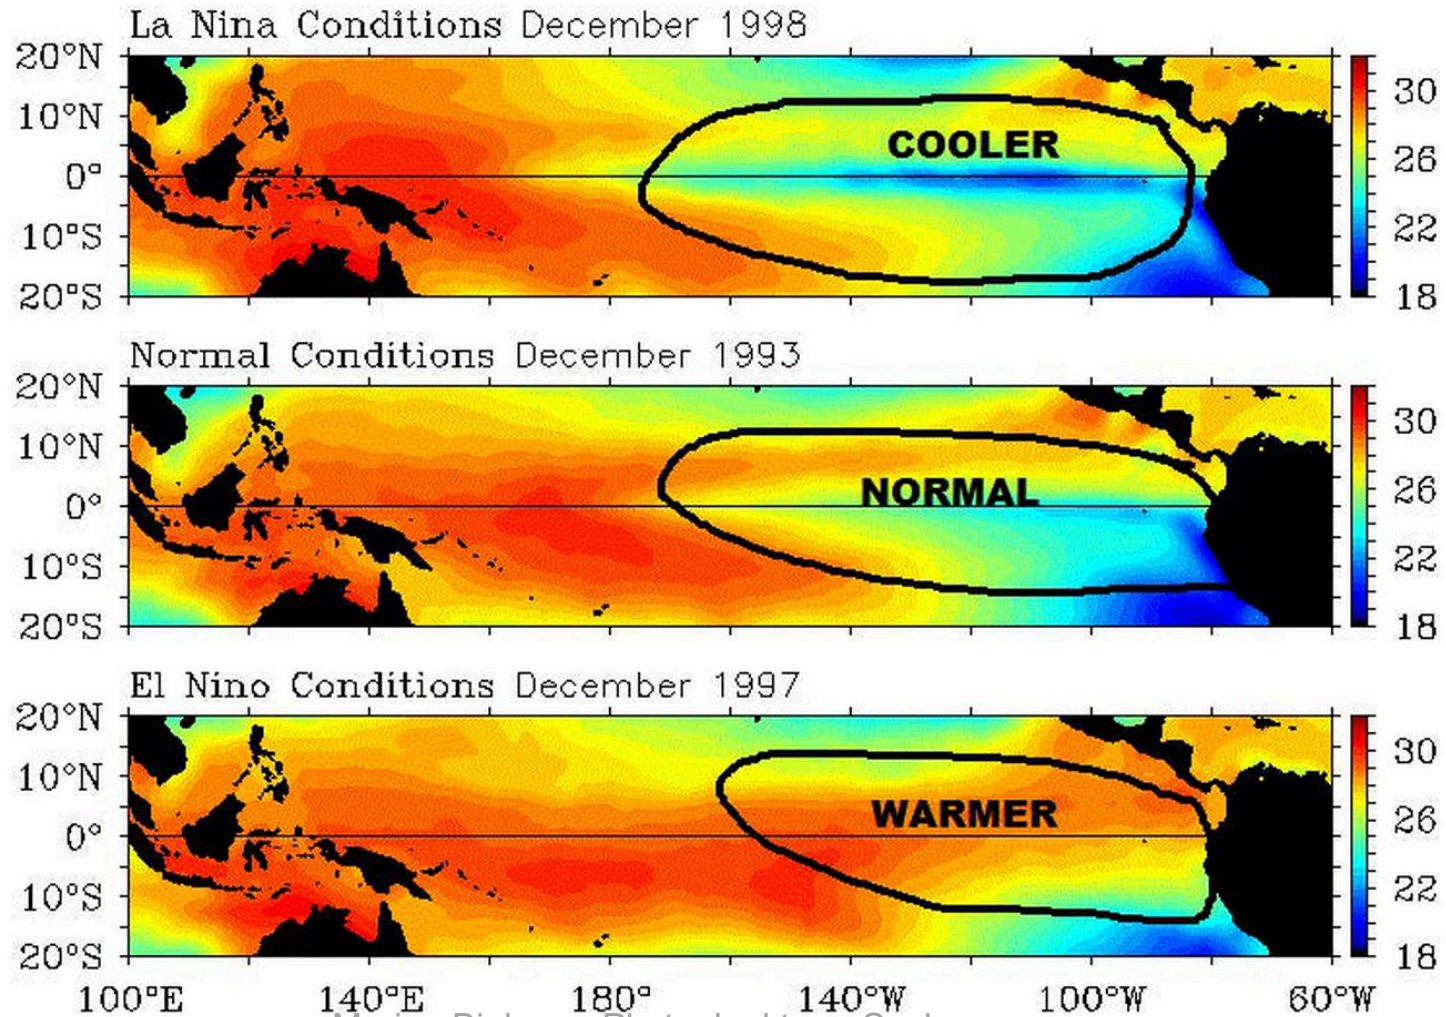 La Nina Conditions December 1998
20°N
10°N
0°
10°S
20°S
COOLER
30
26
22
18
Normal Conditions December 1993
20°N
10°N
0°
10°S
20°S
NORMAL
30
26
22
18
El Nino Conditions December 1997
20°N
10°N
0°
10°S
20°S
WARMER
30
26
22
18
100°E 140°E 180° 140°W 100°W 60°W